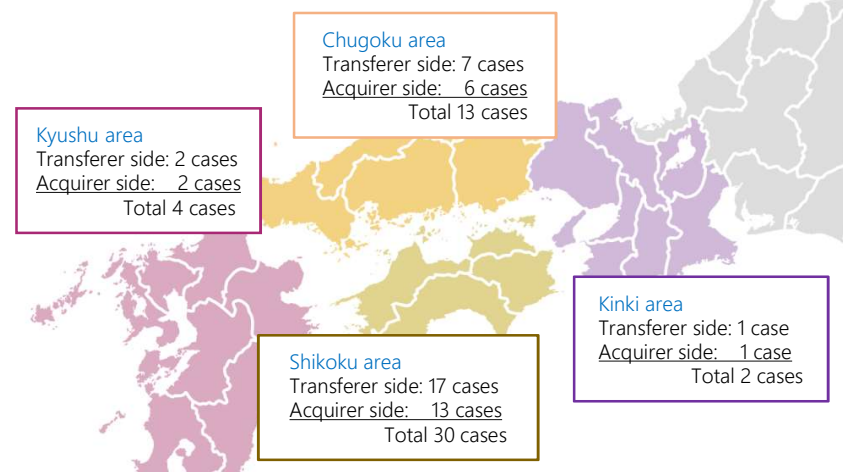 Chugoku area
Transferer side: 7 cases
Acquirer side: 6 cases
Total 13 cases
Kyushu area
Transferer side: 2 cases
Acquirer side: 2 cases
Total 4 cases
Kinki area
Transferer side: 1 case
Acquirer side: 1 case
Total 2 cases
Shikoku area
Transferer side: 17 cases
Acquirer side: 13 cases
Total 30 cases